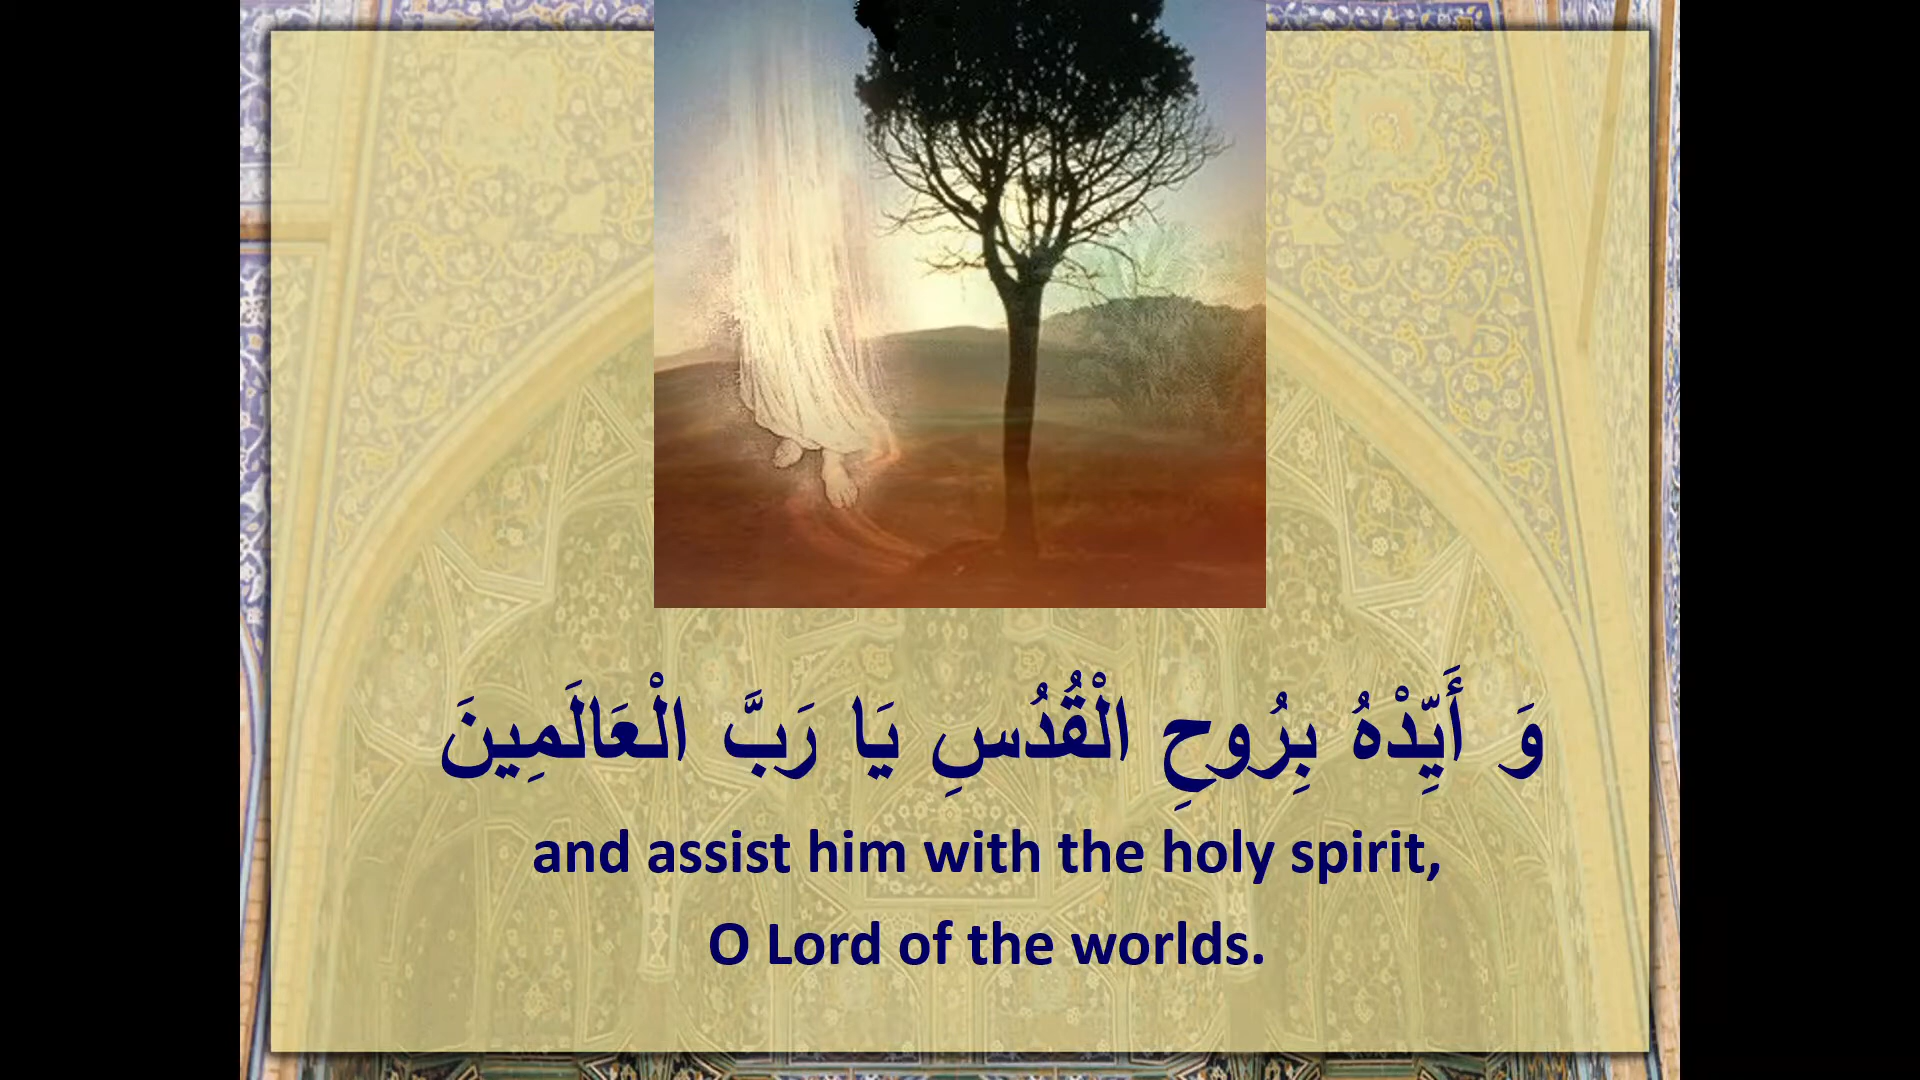 وَ أَيِّدْهُ بِرُوحِ الْقُدُسِ يَا رَبَّ الْعَالَمِينَ
and assist him with the holy spirit,
O Lord of the worlds.